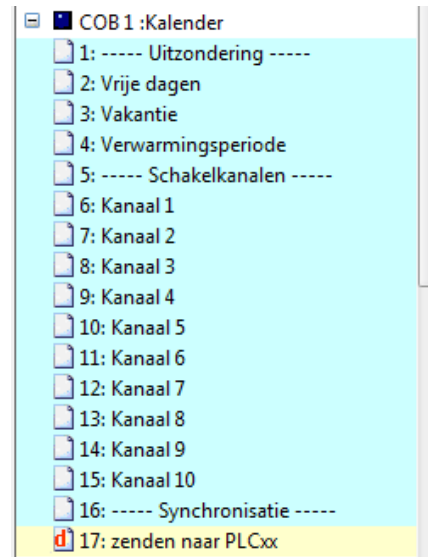 COB 1 :Kalender
1: ----- Uitzondering -----
2: Vrije dagen
3: Vakantie
4: Verwarmingsperiode
5: ----- Schakelkanalen -----
6: Kanaal 1
7: Kanaal 2
8: Kanaal 3
9: Kanaal 4
10: Kanaal 5
11: Kanaal 6
12: Kanaal 7
13: Kanaal 8
14: Kanaal 9
15: Kanaal 10
16: ----- Synchronisatie -----
d 17: zenden naar PLCxx